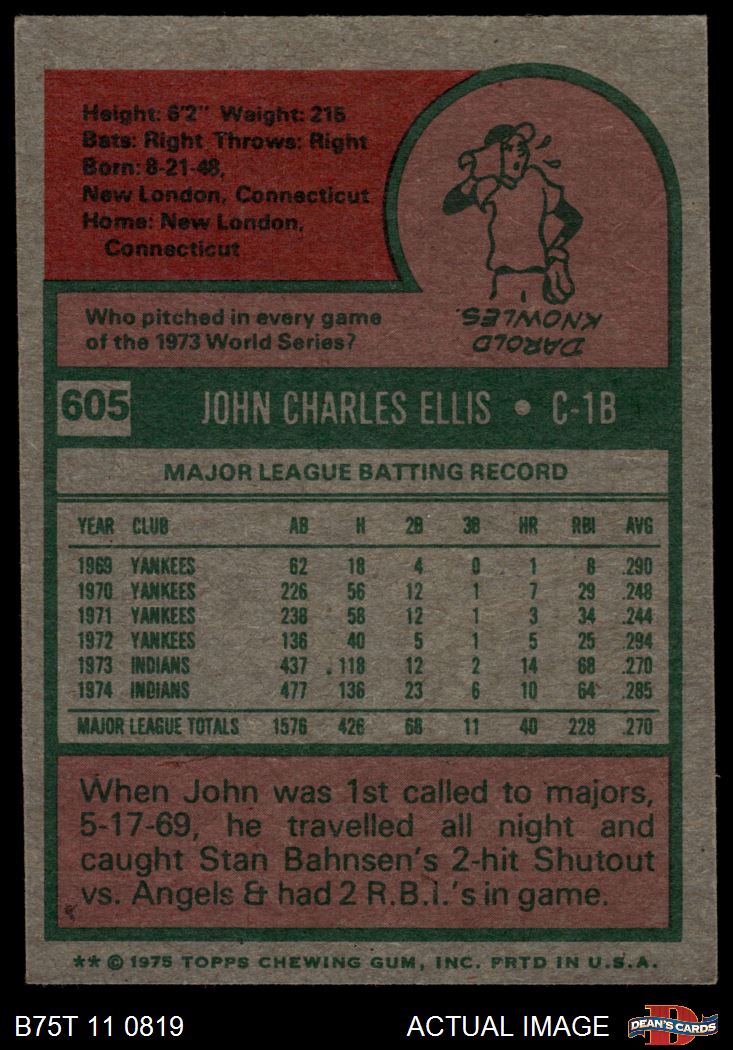 Height: 6'2" Weight: 215
Bats: Right Throws: Right
Born: 8-21-48,
New London, Connecticut
Home: New London,
Connecticut
Who pitched in every game
of the 1973 World Series?
DAROLD
KNOWLES.
605 JOHN CHARLES ELLIS • C-1B
MAJOR LEAGUE BATTING RECORD
YEAR CLUB AB H 2B 3B HR RBI AVG
1969 YANKEES 62 18 4 0 1 8 .290
1970 YANKEES 226 56 12 1 7 29 .248
1971 YANKEES 238 58 12 1 3 34 .244
1972 YANKEES 136 40 5 1 5 25 .294
1973 INDIANS 437 118 12 2 14 68 .270
1974 INDIANS 477 136 23 6 10 64 .285
MAJOR LEAGUE TOTALS 1576 426 68 11 40 228 .270
When John was 1st called to majors,
5-17-69, he travelled all night and
caught Stan Bahnsen's 2-hit Shutout
vs. Angels & had 2 R.B.I.'s in game.
** © 1975 TOPPS CHEWING GUM, INC. PRTD IN U.S.A.
B75T 11 0819 ACTUAL IMAGE
D
DEAN'S CARDS